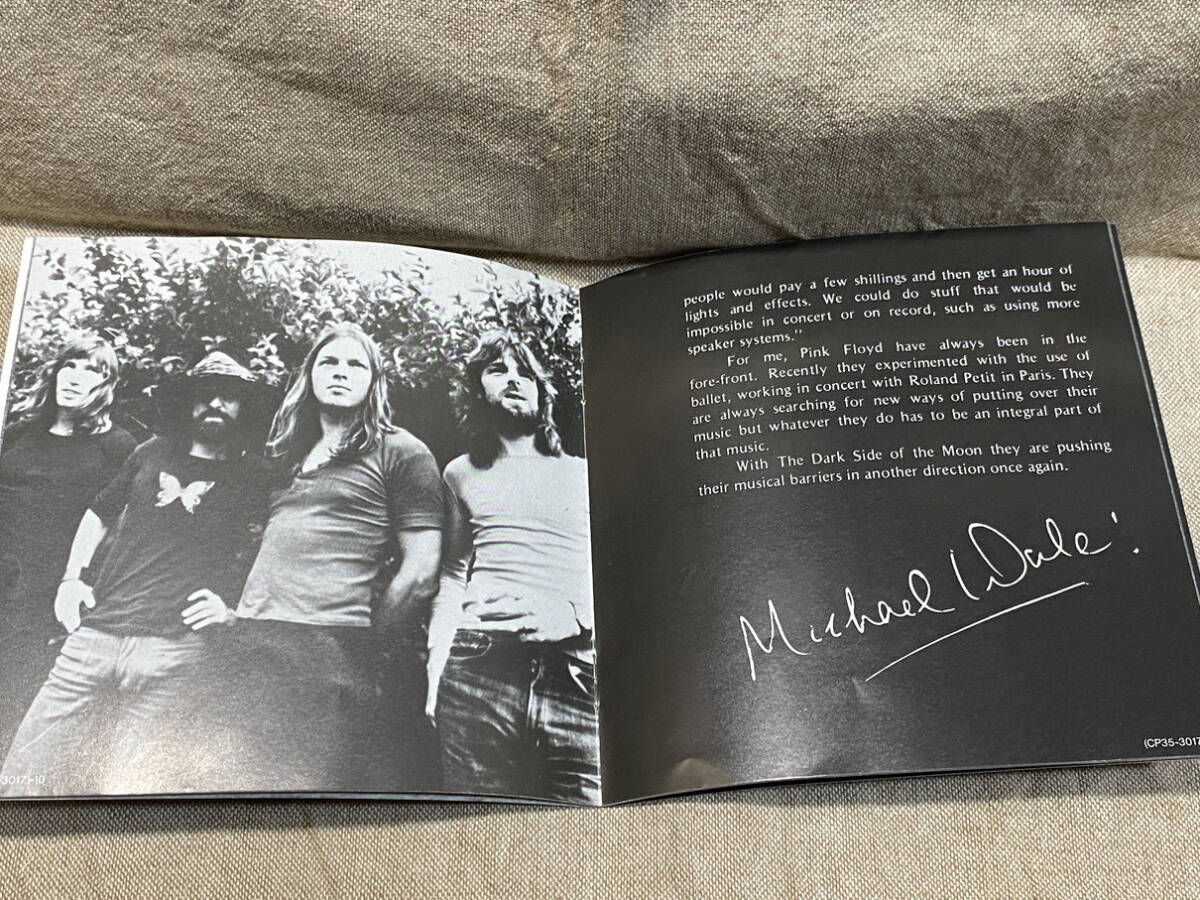 people would pay a few shillings and then get an hour of
lights and effects. We could do stuff that would be
impossible in concert or on record, such as using more
speaker systems."
For me, Pink Floyd have always been in the
fore-front. Recently they experimented with the use of
ballet, working in concert with Roland Petit in Paris. They
are always searching for new ways of putting over their
music but whatever they do has to be an integral part of
that music.
With The Dark Side of the Moon they are pushing
their musical barriers in another direction once again.
Michael Wale!
3017)-10
(CP35-3017